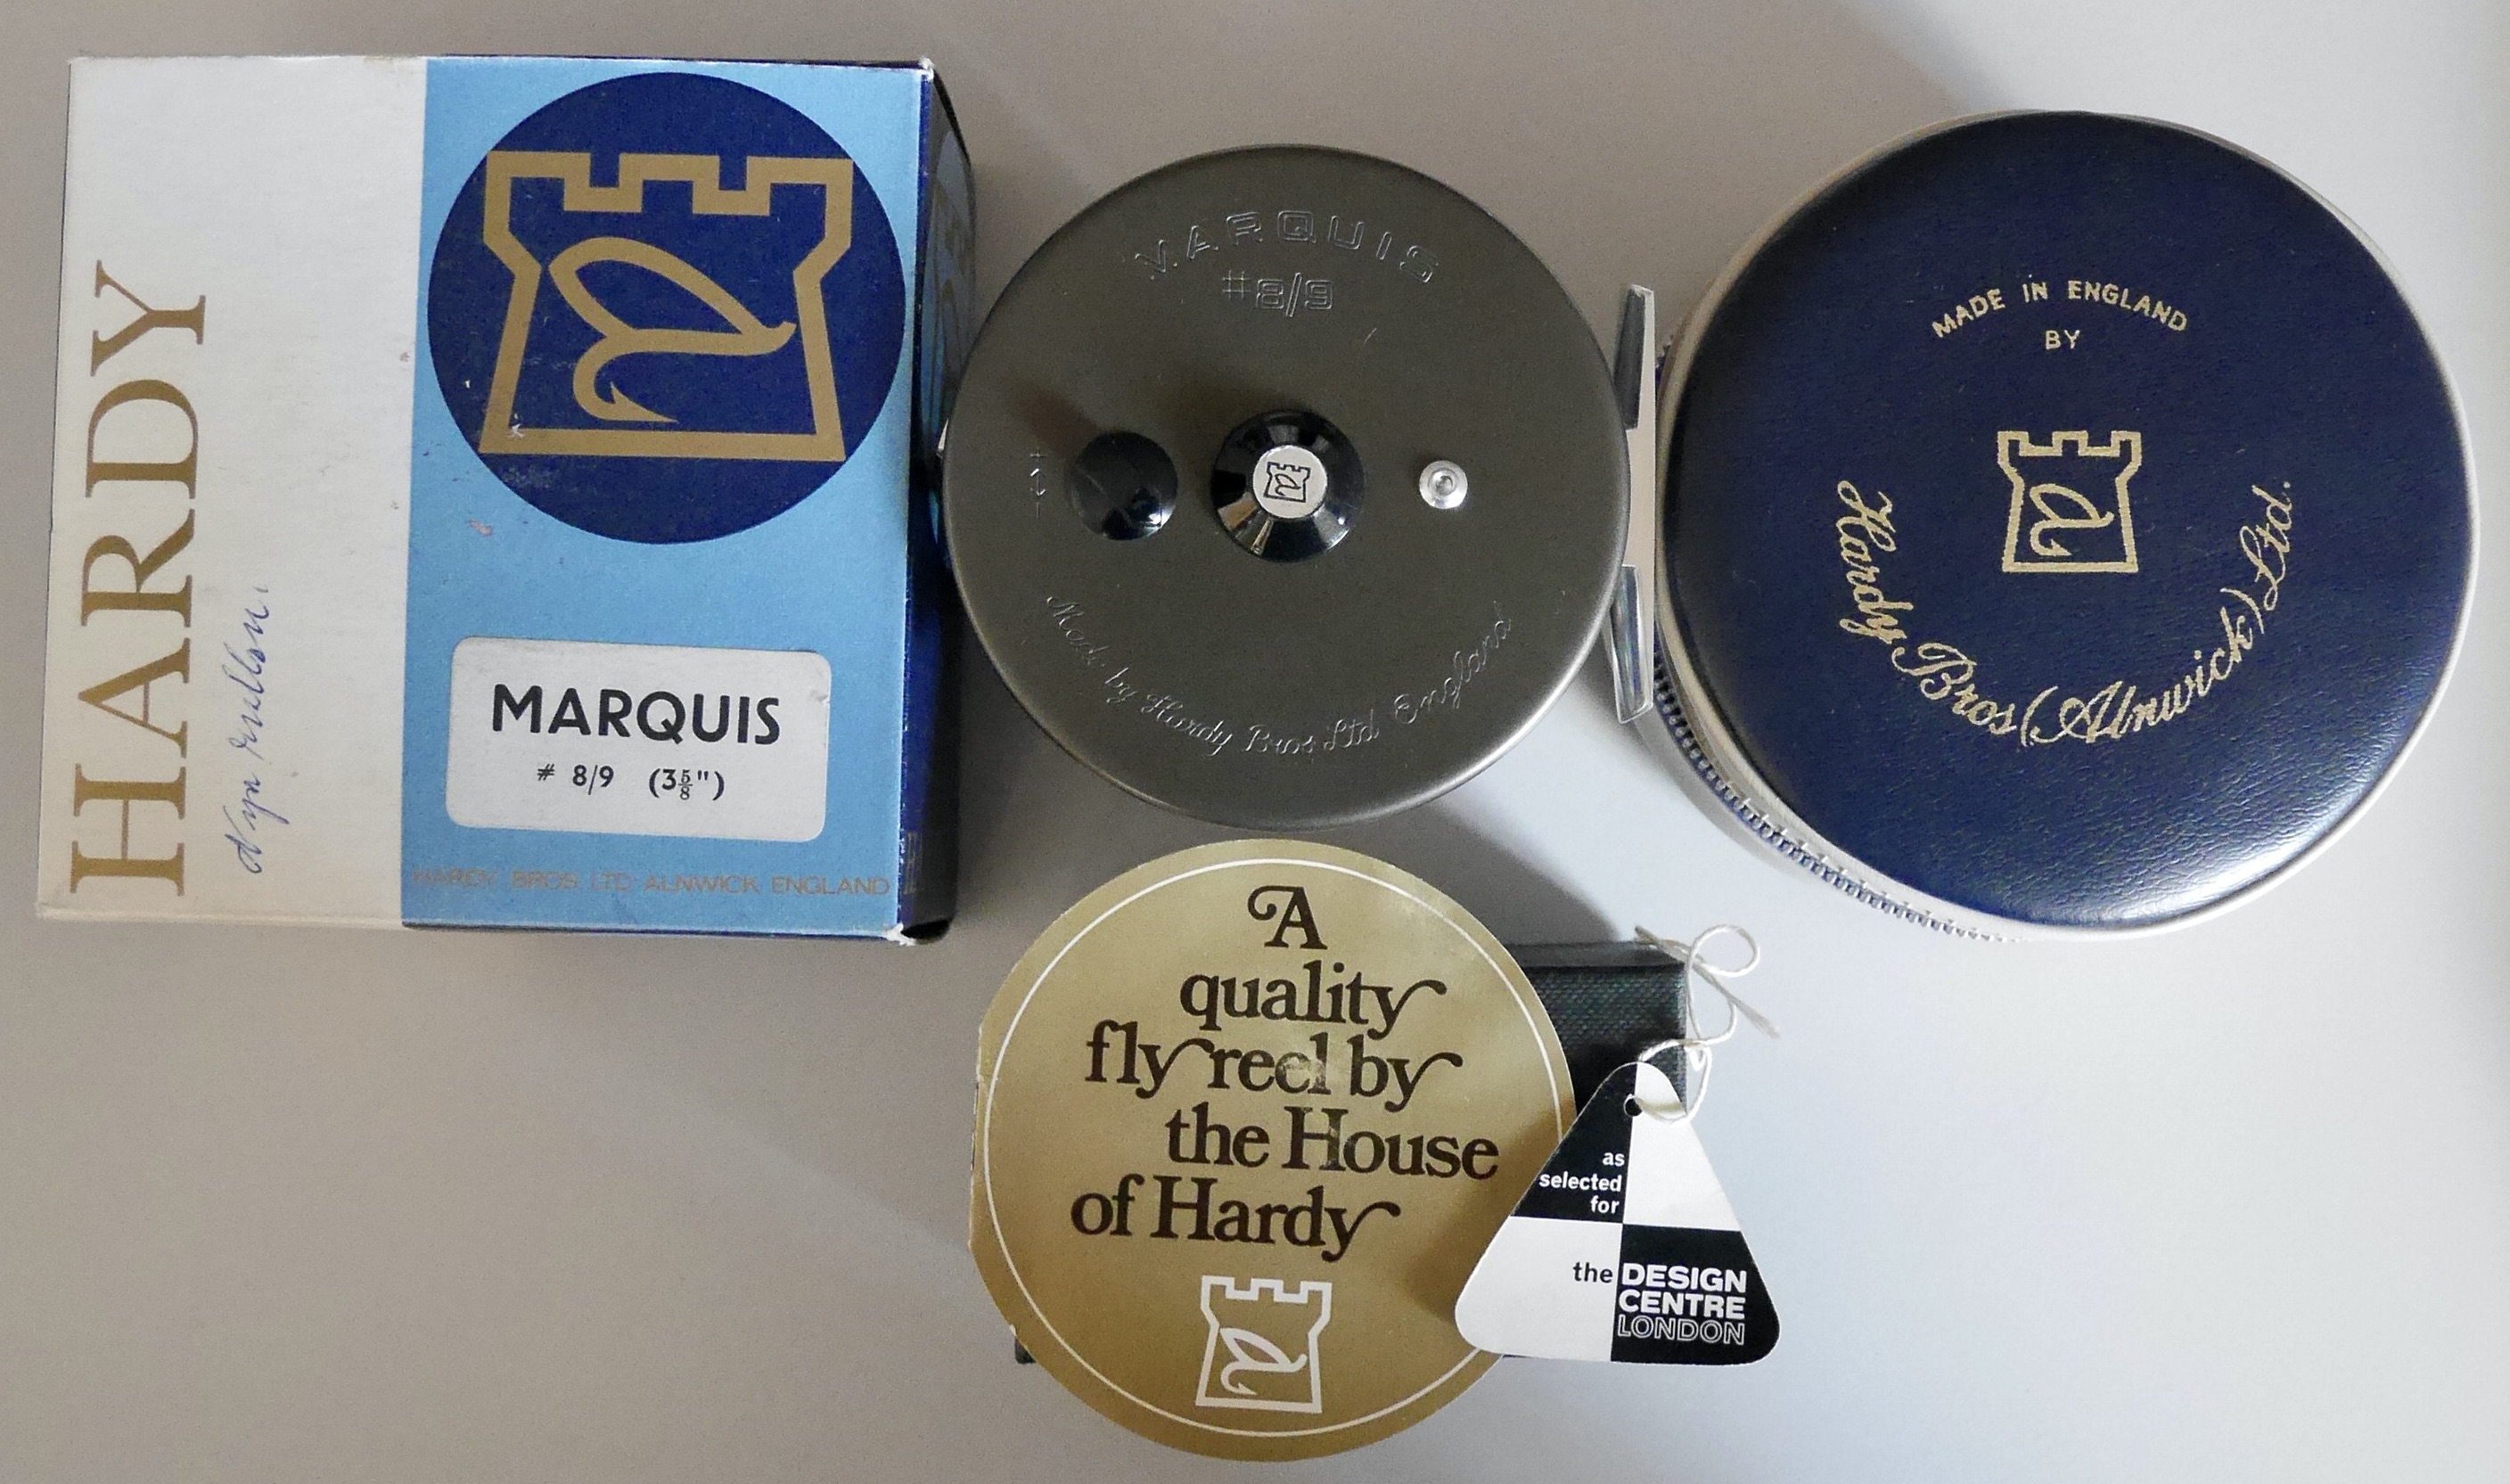 HARDY
MARQUIS
# 8/9 (3⅝")
HARDY BROS LTD ALNWICK ENGLAND
MARQUIS
#8/9
Made by Hardy Bros Ltd England
MADE IN ENGLAND
BY
Hardy Bros (Alnwick) Ltd.
A
quality
fly reel by
the House
of Hardy
as
selected
for
the DESIGN
CENTRE
LONDON